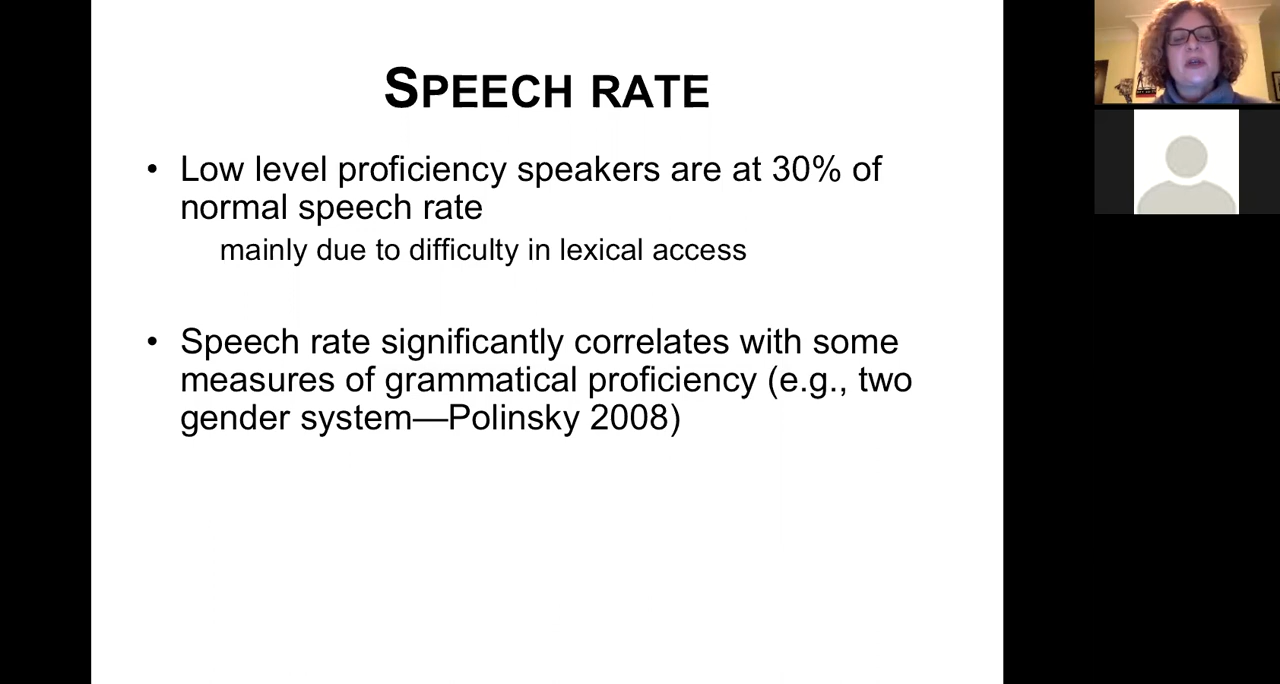 SPEECH RATE
• Low level proficiency speakers are at 30% of
normal speech rate
mainly due to difficulty in lexical access
• Speech rate significantly correlates with some
measures of grammatical proficiency (e.g., two
gender system—Polinsky 2008)